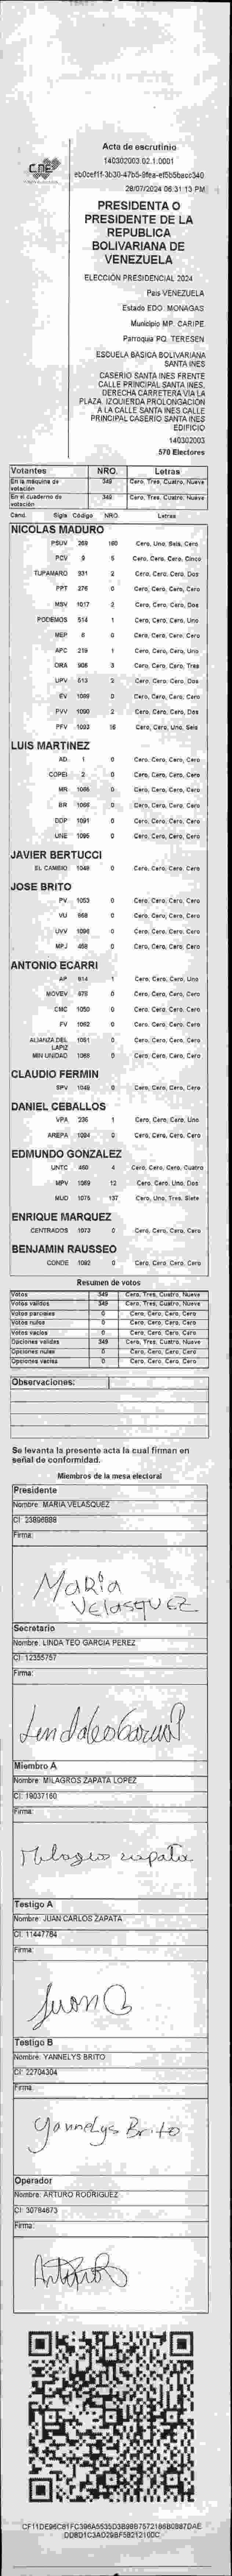 CNE
Acta de escrutinio
140302003.02.1.0001
28/07/2024 06:31:13 PM
PRESIDENTA O
PRESIDENTE DE LA
REPUBLICA
BOLIVARIANA DE
VENEZUELA
ELECCIÓN PRESIDENCIAL 2024
Pais VENEZUELA
Estado EDO. MONAGAS
Municipio MP. CARIPE
Parroquia PQ. TERESEN
ESCUELA BASICA BOLIVARIANA
SANTA INES
CASERIO SANTA INES FRENTE
CALLE PRINCIPAL SANTA INES.
DERECHA CARRETERA VIA LA
PLAZA. IZQUIERDA PROLONGACIÓN
A LA CALLE SANTA INES CALLE
PRINCIPAL CASERIO SANTA INES
EDIFICIO
140302003
570 Electores
Votantes NRO. Letras
En la máquina de votación 349 Cero, Tres, Cuatro, Nueve
En el cuaderno de votación 349 Cero, Tres, Cuatro, Nueve
Cand. Sigla Código NRO. Letras
NICOLAS MADURO
PSUV 269 160 Cero, Uno, Seis, Cero
PCV 9 5 Cero, Cero, Cero, Cinco
TUPAMARO 931 2 Cero, Cero, Cero, Dos
PPT 276 0 Cero, Cero, Cero, Cero
MSV 1017 2 Cero, Cero, Cero, Dos
PODEMOS 514 1 Cero, Cero, Cero, Uno
MEP 6 0 Cero, Cero, Cero, Cero
APC 219 1 Cero, Cero, Cero, Uno
ORA 908 3 Cero, Cero, Cero, Tres
UPV 613 2 Cero, Cero, Cero, Dos
EV 1089 0 Cero, Cero, Cero, Cero
PVV 1090 2 Cero, Cero, Cero, Dos
PFV 1093 16 Cero, Cero, Uno, Seis
LUIS MARTINEZ
AD 1 0 Cero, Cero, Cero, Cero
COPEI 2 0 Cero, Cero, Cero, Cero
MR 0 Cero, Cero, Cero, Cero
BR 0 Cero, Cero, Cero, Cero
DDP 1091 0 Cero, Cero, Cero, Cero
UNE 1095 0 Cero, Cero, Cero, Cero
JAVIER BERTUCCI
EL CAMBIO 1048 0 Cero, Cero, Cero, Cero
JOSE BRITO
PV 1053 0 Cero, Cero, Cero, Cero
VU 868 0 Cero, Cero, Cero, Cero
UVV 1098 0 Cero, Cero, Cero, Cero
MPJ 468 0 Cero, Cero, Cero, Cero
ANTONIO ECARRI
AP 914 1 Cero, Cero, Cero, Uno
MOVEV 975 0 Cero, Cero, Cero, Cero
CMC 1050 0 Cero, Cero, Cero, Cero
FV 1062 0 Cero, Cero, Cero, Cero
ALIANZA DEL LAPIZ 1061 0 Cero, Cero, Cero, Cero
MIN UNIDAD 1068 0 Cero, Cero, Cero, Cero
CLAUDIO FERMIN
SPV 1049 0 Cero, Cero, Cero, Cero
DANIEL CEBALLOS
VPA 236 1 Cero, Cero, Cero, Uno
AREPA 1094 0 Cero, Cero, Cero, Cero
EDMUNDO GONZALEZ
UNTC 460 4 Cero, Cero, Cero, Cuatro
MPV 1069 12 Cero, Cero, Uno, Dos
MUD 1075 137 Cero, Uno, Tres, Siete
ENRIQUE MARQUEZ
CENTRADOS 1073 0 Cero, Cero, Cero, Cero
BENJAMIN RAUSSEO
CONDE 1092 0 Cero, Cero, Cero, Cero
Resumen de votos
Votos 349 Cero, Tres, Cuatro, Nueve
Votos válidos 349 Cero, Tres, Cuatro, Nueve
Votos parciales 0 Cero, Cero, Cero, Cero
Votos nulos 0 Cero, Cero, Cero, Cero
Votos vacíos 0 Cero, Cero, Cero, Cero
Opciones válidas 349 Cero, Tres, Cuatro, Nueve
Opciones nulas 0 Cero, Cero, Cero, Cero
Opciones vacías 0 Cero, Cero, Cero, Cero
Observaciones:
Se levanta la presente acta la cual firman en
señal de conformidad.
Miembros de la mesa electoral
Presidente
Nombre: MARIA VELASQUEZ
CI: 23896888
Firma:
MaRia
VelasqUEZ
Secretario
Nombre: LINDA TEO GARCIA PEREZ
CI: 12355757
Firma:
Miembro A
Nombre: MILAGROS ZAPATA LOPEZ
CI: 19037160
Firma:
Milagros zapata
Testigo A
Nombre: JUAN CARLOS ZAPATA
CI: 11447784
Firma:
Juan
Testigo B
Nombre: YANNELYS BRITO
CI: 22704304
Firma:
Yannelys Brito
Operador
Nombre: ARTURO RODRIGUEZ
CI: 30784673
Firma: